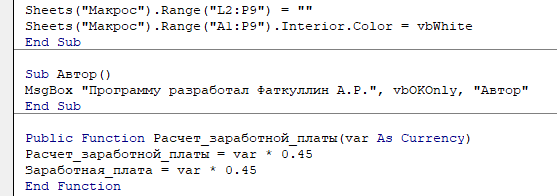 Sheets("Макрос").Range("L2:P9") = ""
Sheets("Макрос").Range("A1:P9").Interior.Color = vbWhite
End Sub
Sub Автор()
MsgBox "Программу разработал Фаткуллин А.Р.", vbOKOnly, "Автор"
End Sub
Public Function Расчет_заработной_платы(var As Currency)
Расчет_заработной_платы = var * 0.45
Заработная_плата = var * 0.45
End Function